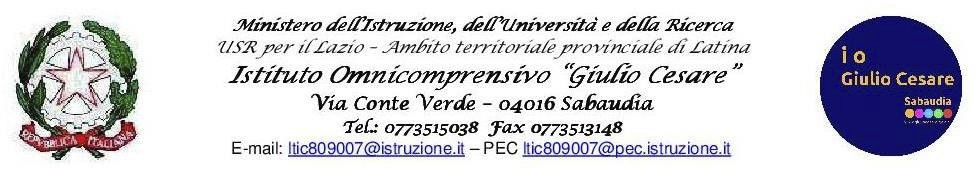 Ministero dell'Istruzione, dell'Università e della Ricerca
USR per il Lazio – Ambito territoriale provinciale di Latina
Istituto Omnicomprensivo "Giulio Cesare"
Via Conte Verde – 04016 Sabaudia
Tel.: 0773515038 Fax 0773513148
E-mail: ltic809007@istruzione.it – PEC ltic809007@pec.istruzione.it
REPVBBLICA ITALIANA
i o
Giulio Cesare
Sabaudia